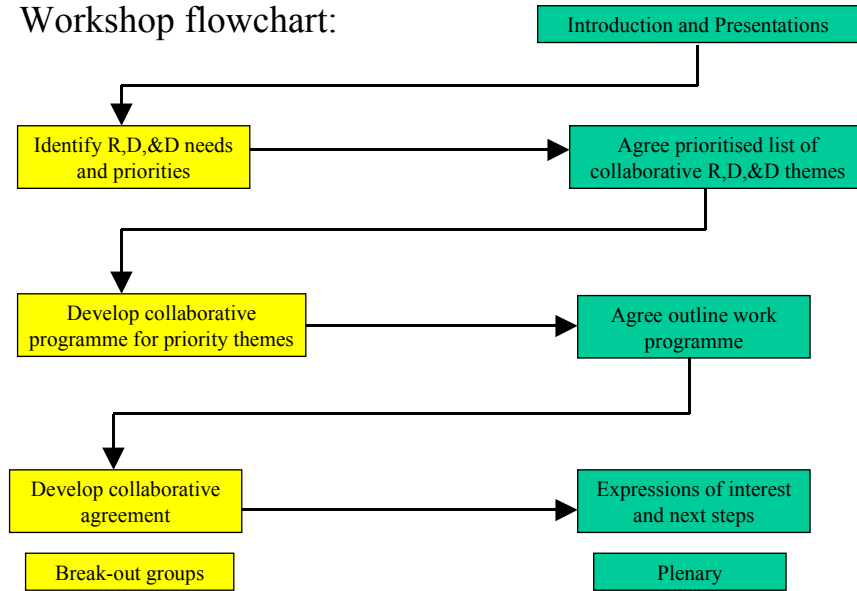 Workshop flowchart:
Introduction and Presentations
Identify R,D,&D needs
and priorities
Agree prioritised list of
collaborative R,D,&D themes
Develop collaborative
programme for priority themes
Agree outline work
programme
Develop collaborative
agreement
Expressions of interest
and next steps
Break-out groups
Plenary